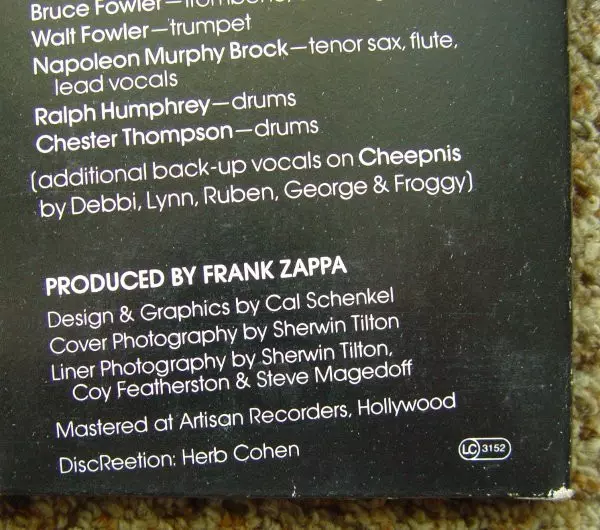 Bruce Fowler—trombone,
Walt Fowler—trumpet
Napoleon Murphy Brock—tenor sax, flute,
lead vocals
Ralph Humphrey—drums
Chester Thompson—drums
(additional back-up vocals on Cheepnis
by Debbi, Lynn, Ruben, George & Froggy)
PRODUCED BY FRANK ZAPPA
Design & Graphics by Cal Schenkel
Cover Photography by Sherwin Tilton
Liner Photography by Sherwin Tilton,
Coy Featherston & Steve Magedoff
Mastered at Artisan Recorders, Hollywood
DiscReetion: Herb Cohen
LC 3152